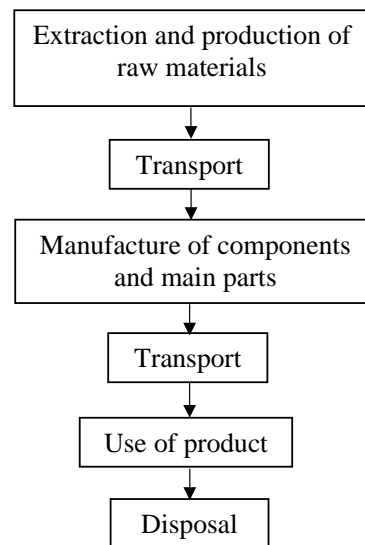 Extraction and production of
raw materials
Transport
Manufacture of components
and main parts
Transport
Use of product
Disposal